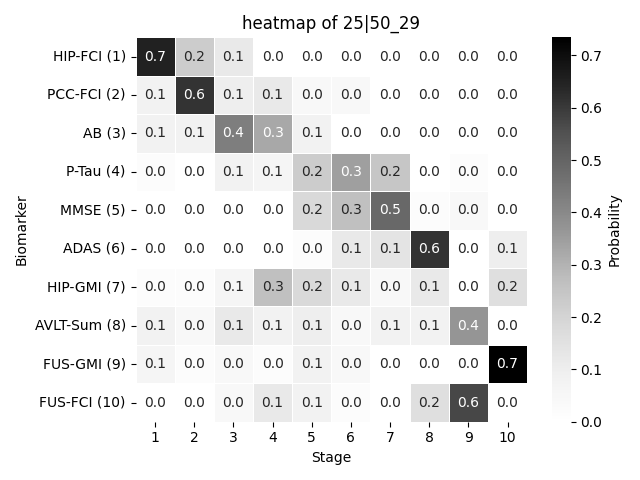 heatmap of 25|50_29
HIP-FCI (1) 0.7 0.2 0.1 0.0 0.0 0.0 0.0 0.0 0.0 0.0
PCC-FCI (2) 0.1 0.6 0.1 0.1 0.0 0.0 0.0 0.0 0.0 0.0
AB (3) 0.1 0.1 0.4 0.3 0.1 0.0 0.0 0.0 0.0 0.0
P-Tau (4) 0.0 0.0 0.1 0.1 0.2 0.3 0.2 0.0 0.0 0.0
MMSE (5) 0.0 0.0 0.0 0.0 0.2 0.3 0.5 0.0 0.0 0.0
ADAS (6) 0.0 0.0 0.0 0.0 0.0 0.1 0.1 0.6 0.0 0.1
HIP-GMI (7) 0.0 0.0 0.1 0.3 0.2 0.1 0.0 0.1 0.0 0.2
AVLT-Sum (8) 0.1 0.0 0.1 0.1 0.1 0.0 0.1 0.1 0.4 0.0
FUS-GMI (9) 0.1 0.0 0.0 0.0 0.1 0.0 0.0 0.0 0.0 0.7
FUS-FCI (10) 0.0 0.0 0.0 0.1 0.1 0.0 0.0 0.2 0.6 0.0
1 2 3 4 5 6 7 8 9 10
Stage
Biomarker
0.7
0.6
0.5
0.4
0.3
0.2
0.1
0.0
Probability